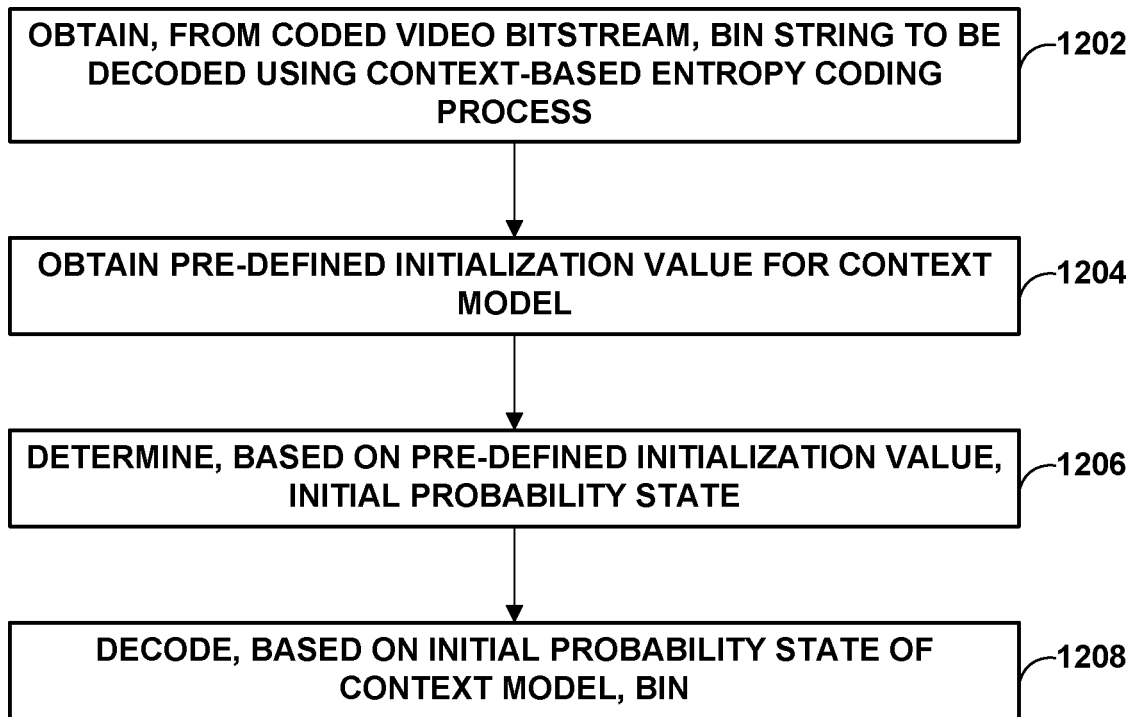 OBTAIN, FROM CODED VIDEO BITSTREAM, BIN STRING TO BE
DECODED USING CONTEXT-BASED ENTROPY CODING
PROCESS
1202
OBTAIN PRE-DEFINED INITIALIZATION VALUE FOR CONTEXT
MODEL
1204
DETERMINE, BASED ON PRE-DEFINED INITIALIZATION VALUE,
INITIAL PROBABILITY STATE
1206
DECODE, BASED ON INITIAL PROBABILITY STATE OF
CONTEXT MODEL, BIN
1208